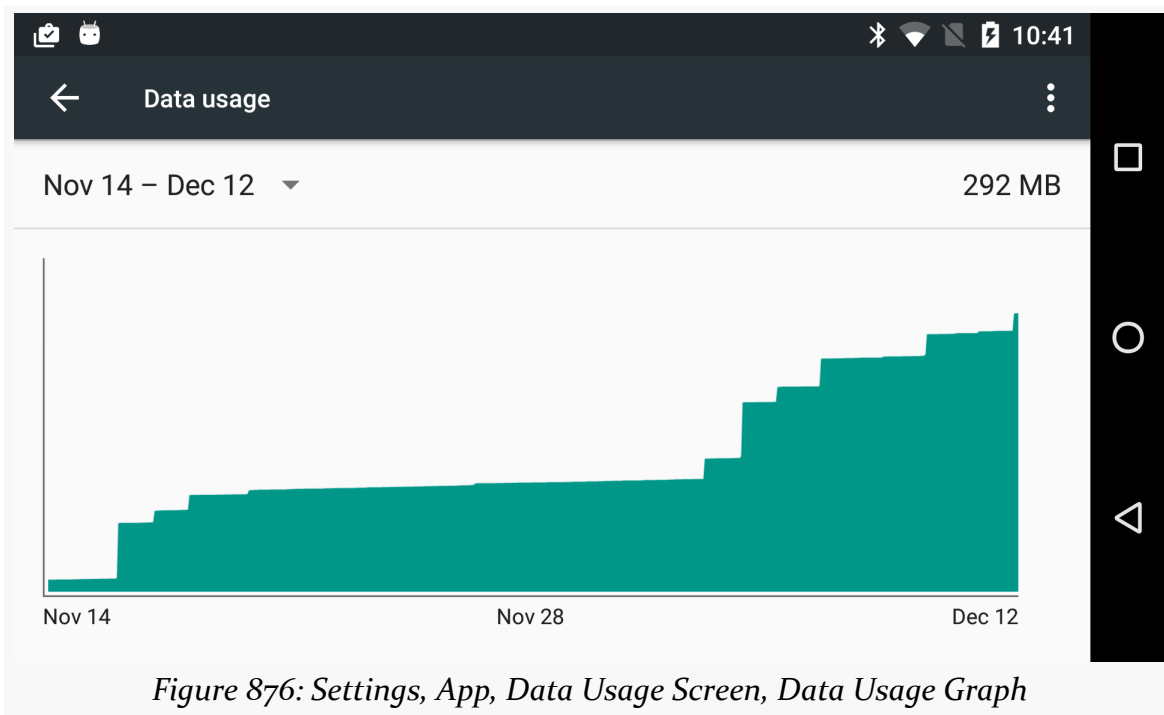 10:41
Data usage
Nov 14 – Dec 12 292 MB
Nov 14 Nov 28 Dec 12
Figure 876: Settings, App, Data Usage Screen, Data Usage Graph